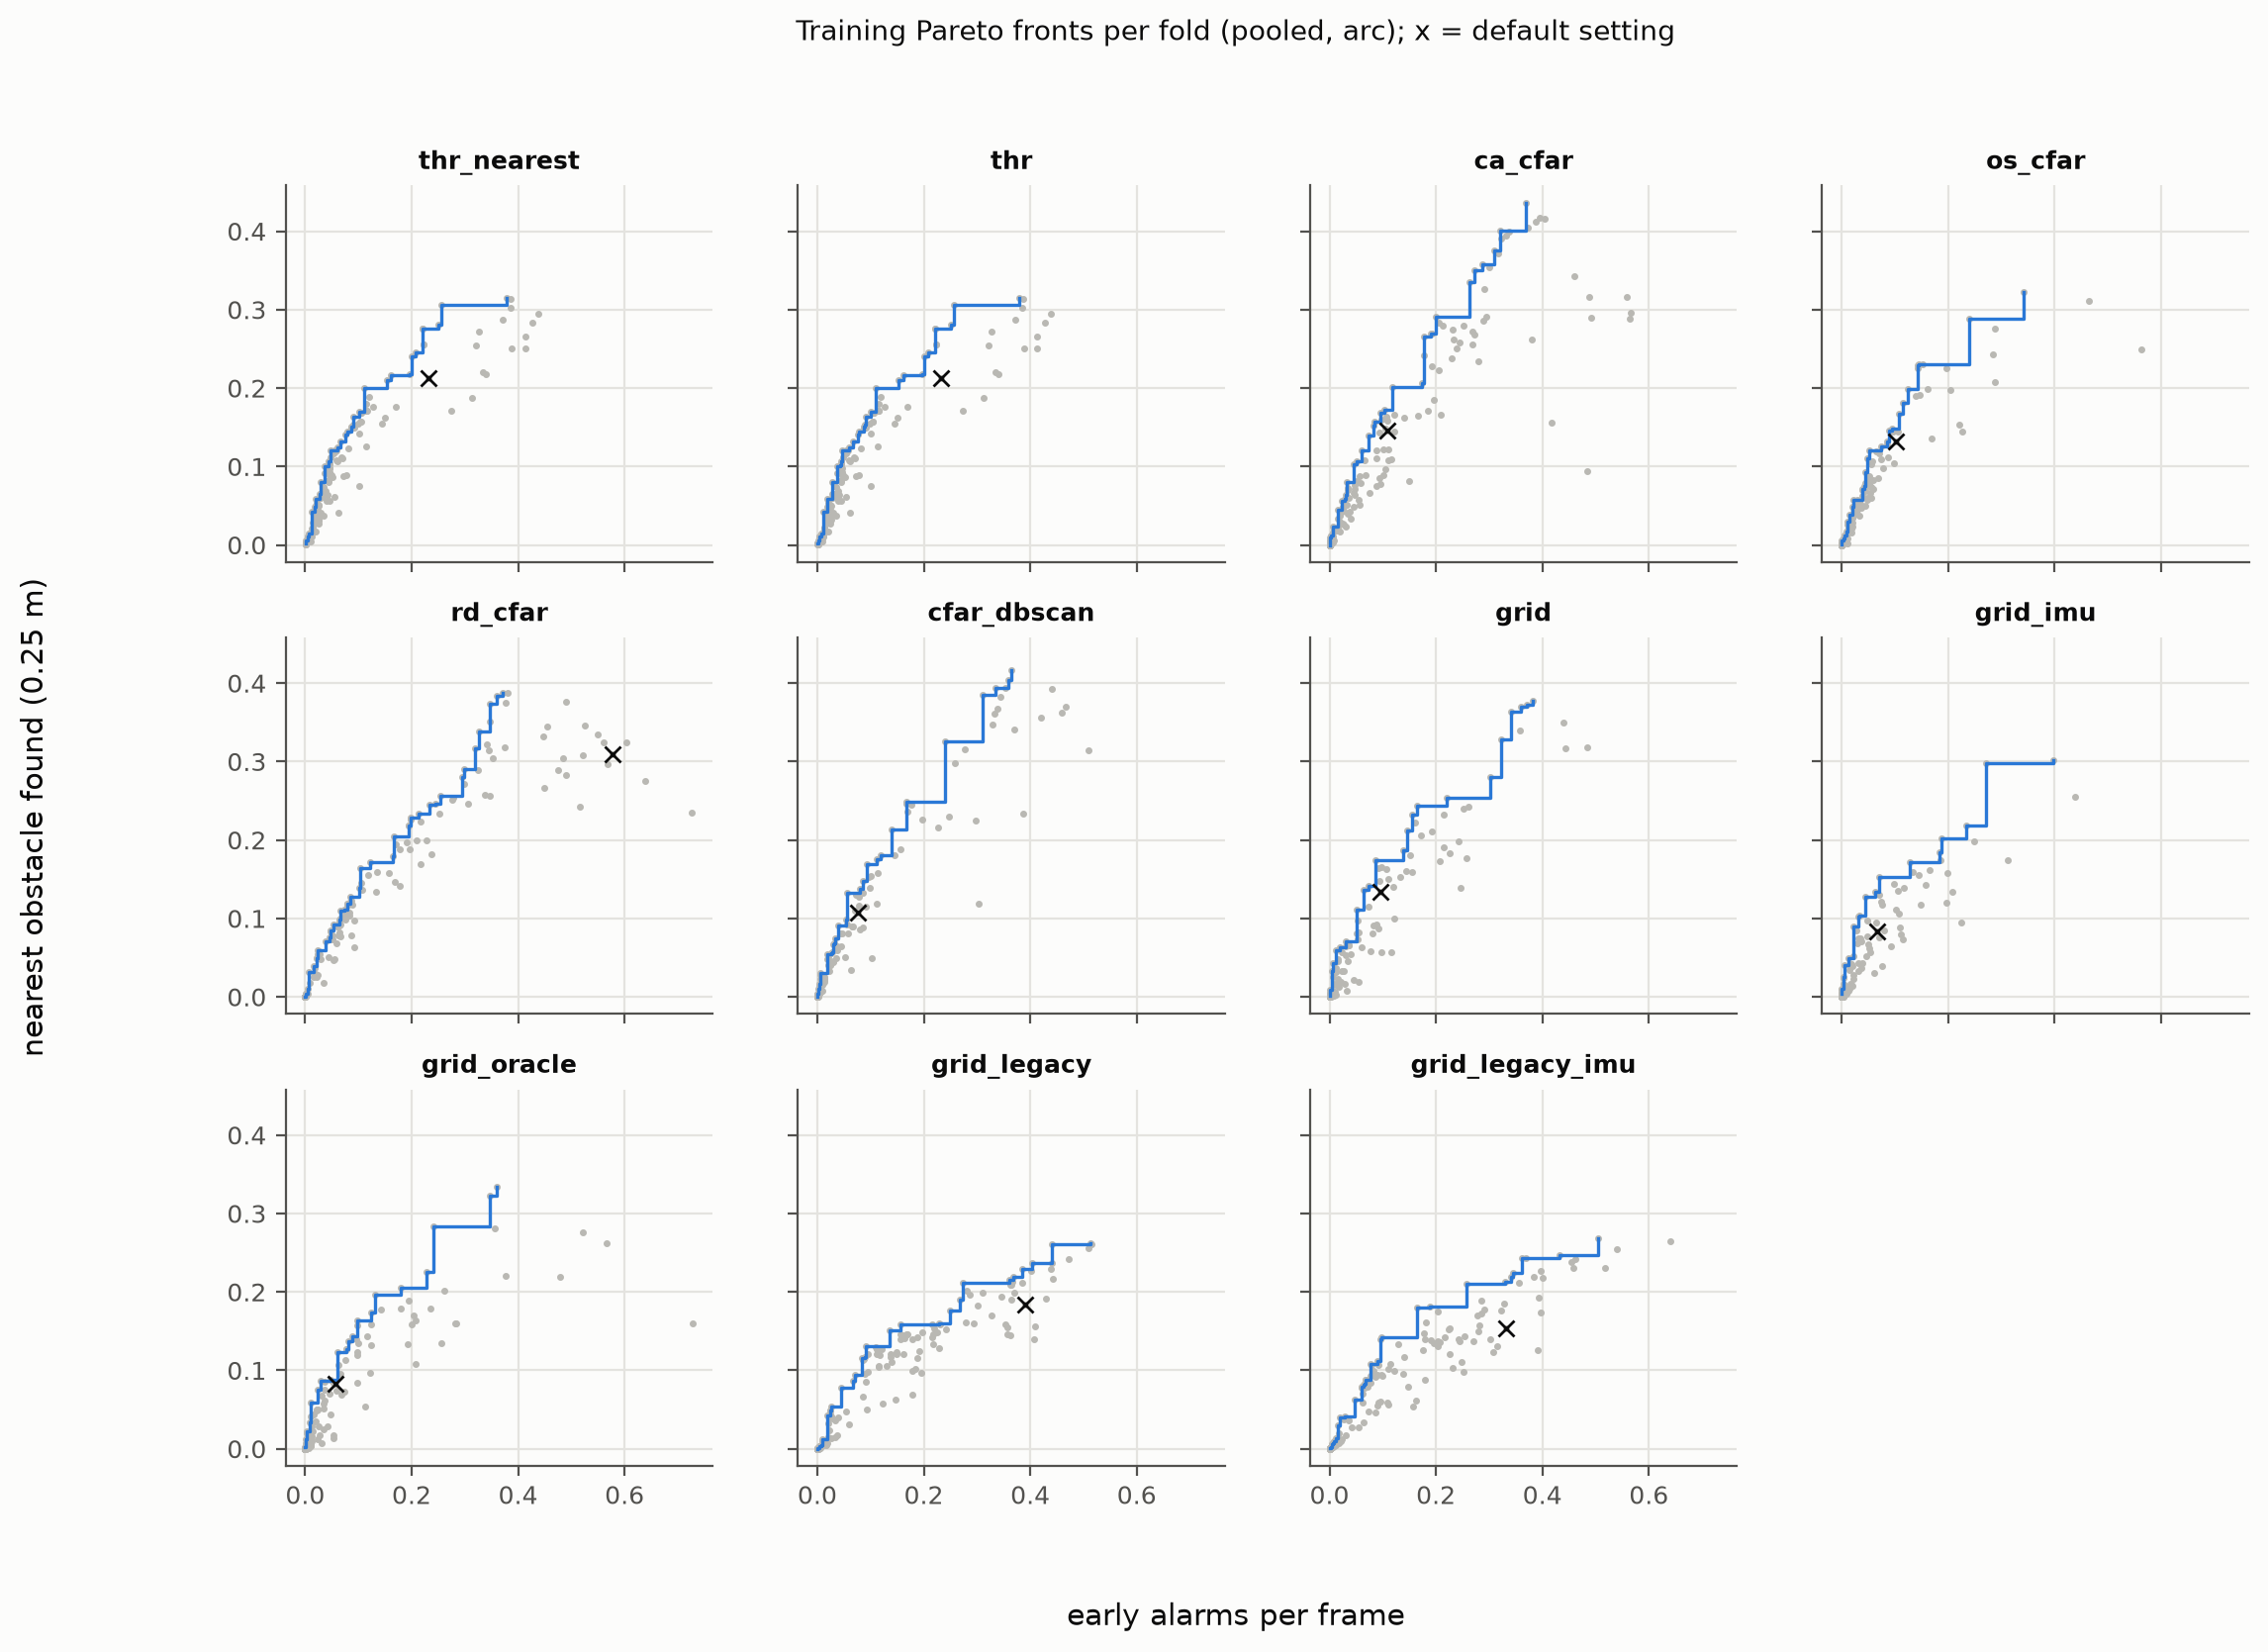 Training Pareto fronts per fold (pooled, arc); x = default setting
thr_nearest
thr
ca_cfar
os_cfar
0.4
0.3
0.2
0.1
0.0
rd_cfar
cfar_dbscan
grid
grid_imu
0.4
0.3
0.2
0.1
0.0
nearest obstacle found (0.25 m)
grid_oracle
grid_legacy
grid_legacy_imu
0.4
0.3
0.2
0.1
0.0
0.0 0.2 0.4 0.6
0.0 0.2 0.4 0.6
0.0 0.2 0.4 0.6
early alarms per frame